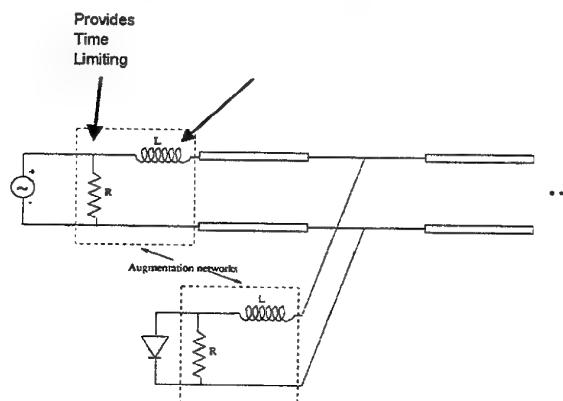 Provides
Time
Limiting
L
R
+
~
-
Augmentation networks
L
R
..